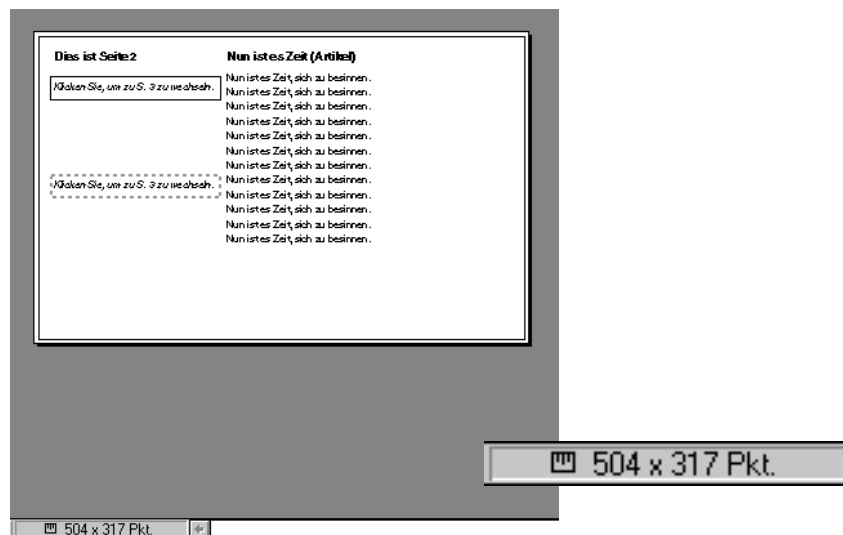 Dies ist Seite 2
Klicken Sie, um zu S. 3 zu wechseln.
Klicken Sie, um zu S. 3 zu wechseln.
Nun ist es Zeit (Artikel)
Nun ist es Zeit, sich zu besinnen.
Nun ist es Zeit, sich zu besinnen.
Nun ist es Zeit, sich zu besinnen.
Nun ist es Zeit, sich zu besinnen.
Nun ist es Zeit, sich zu besinnen.
Nun ist es Zeit, sich zu besinnen.
Nun ist es Zeit, sich zu besinnen.
Nun ist es Zeit, sich zu besinnen.
Nun ist es Zeit, sich zu besinnen.
Nun ist es Zeit, sich zu besinnen.
Nun ist es Zeit, sich zu besinnen.
Nun ist es Zeit, sich zu besinnen.
504 x 317 Pkt.
504 x 317 Pkt.